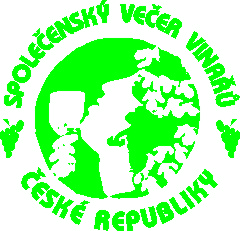 SPOLEČENSKÝ VEČER VINAŘŮ
ČESKÉ REPUBLIKY